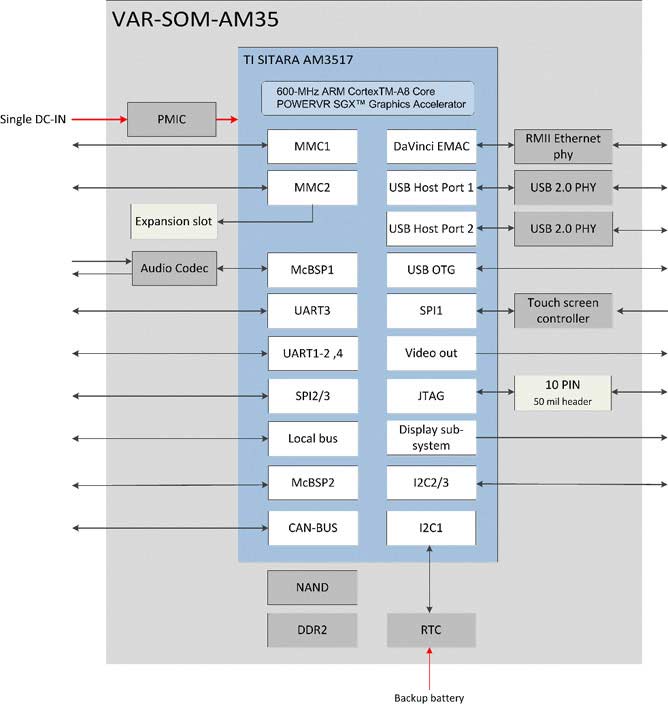 VAR-SOM-AM35
TI SITARA AM3517
600-MHz ARM CortexTM-A8 Core
POWERVR SGX™ Graphics Accelerator
Single DC-IN
PMIC
MMC1
DaVinci EMAC
RMII Ethernet
phy
MMC2
USB Host Port 1
USB 2.0 PHY
Expansion slot
USB Host Port 2
USB 2.0 PHY
Audio Codec
McBSP1
USB OTG
UART3
SPI1
Touch screen
controller
UART1-2 ,4
Video out
SPI2/3
JTAG
10 PIN
50 mil header
Local bus
Display sub-
system
McBSP2
I2C2/3
CAN-BUS
I2C1
NAND
DDR2
RTC
Backup battery